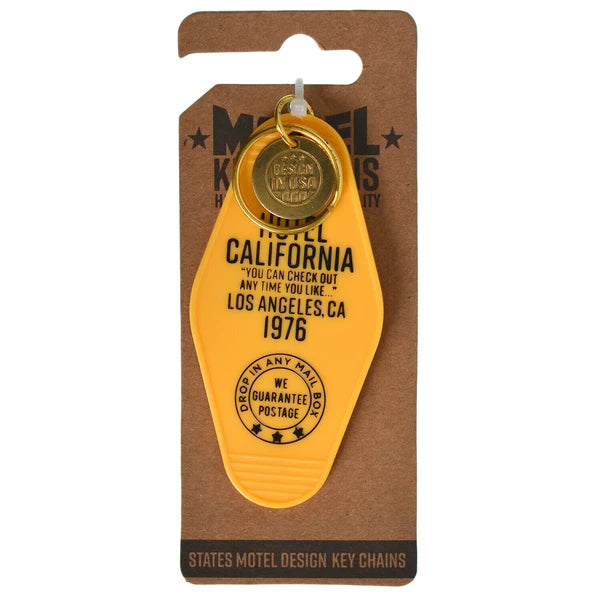 MOTEL
DESIGN
IN USA
HOTEL
CALIFORNIA
"YOU CAN CHECK OUT
ANY TIME YOU LIKE..."
LOS ANGELES, CA
1976
DROP IN ANY MAIL BOX
WE
GUARANTEE
POSTAGE
STATES MOTEL DESIGN KEY CHAINS